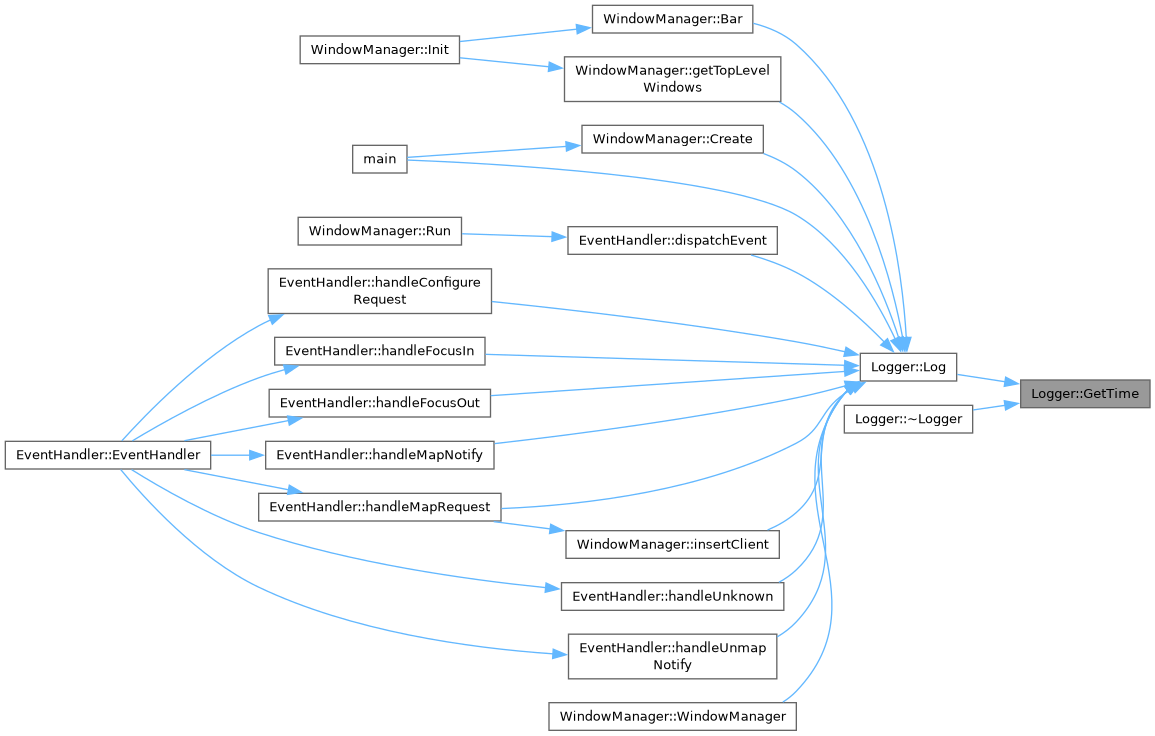 WindowManager::Bar
WindowManager::Init
WindowManager::getTopLevel
Windows
WindowManager::Create
main
WindowManager::Run
EventHandler::dispatchEvent
EventHandler::handleConfigure
Request
EventHandler::handleFocusIn
Logger::Log
Logger::GetTime
EventHandler::handleFocusOut
Logger::~Logger
EventHandler::EventHandler
EventHandler::handleMapNotify
EventHandler::handleMapRequest
WindowManager::insertClient
EventHandler::handleUnknown
EventHandler::handleUnmap
Notify
WindowManager::WindowManager